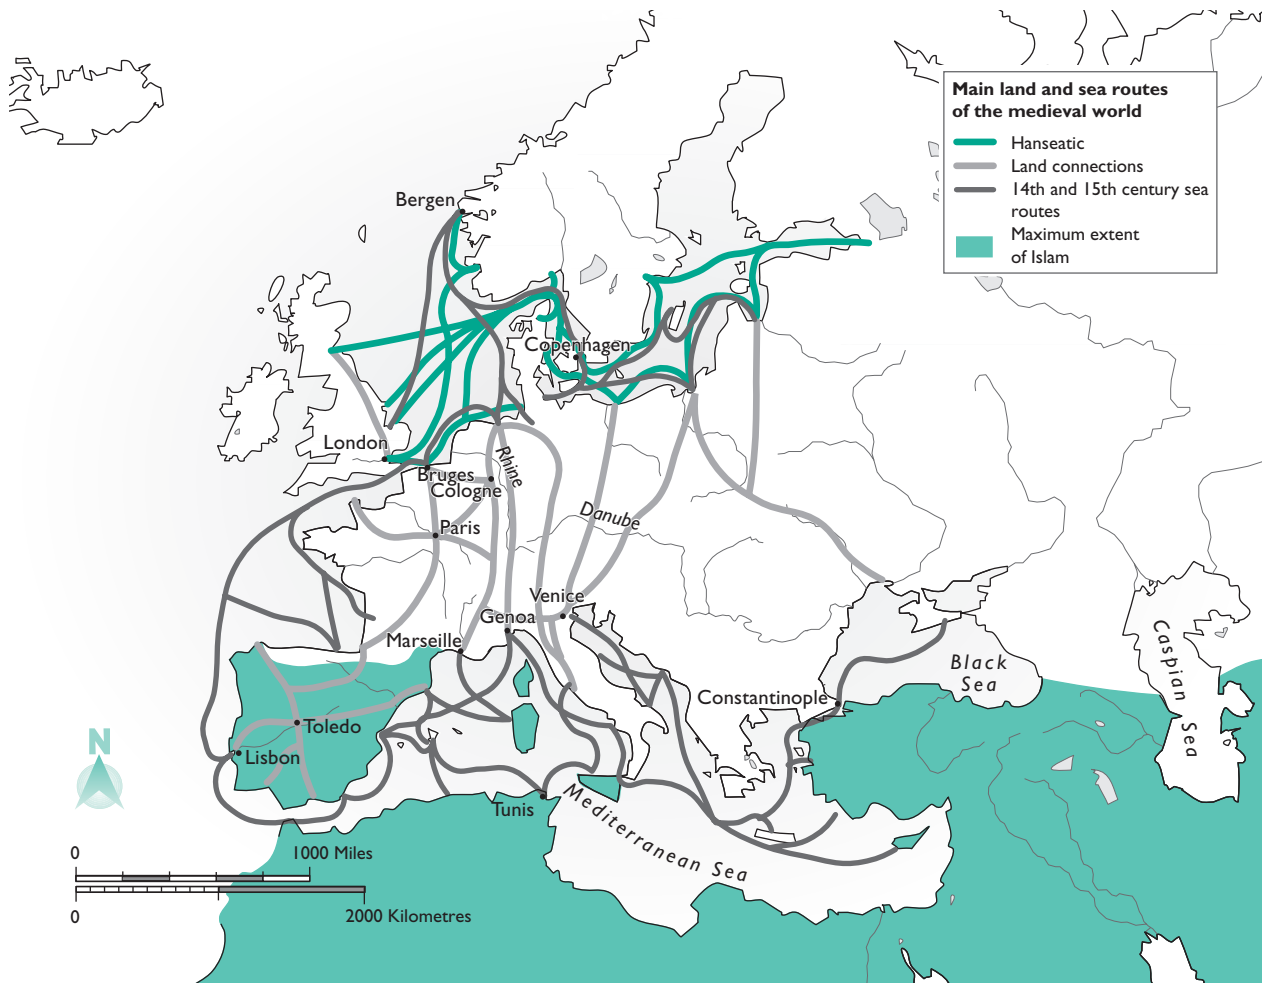 Main land and sea routes
of the medieval world
Hanseatic
Land connections
14th and 15th century sea
routes
Maximum extent
of Islam
Bergen
Copenhagen
London
Bruges
Cologne
Rhine
Paris
Danube
Venice
Genoa
Marseille
Constantinople
Black
Sea
Caspian Sea
Toledo
Lisbon
Tunis
Mediterranean Sea
N
0
1000 Miles
0
2000 Kilometres